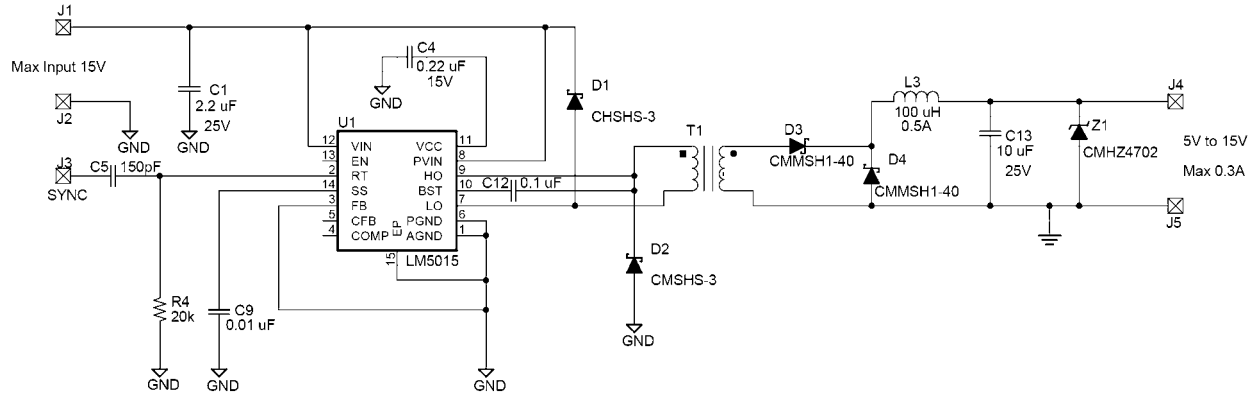 J1
Max Input 15V
J2
GND
C1
2.2 uF
25V
GND
C4
0.22 uF
15V
GND
D1
CHSHS-3
U1
12 VIN VCC 11
13 EN PVIN 8
2 RT HO 9
14 SS BST 10
3 FB LO 7
5 CFB PGND 6
4 COMP AGND 1
EP
15
LM5015
J3
SYNC
C5 150pF
R4
20k
GND
C9
0.01 uF
GND
GND
C12 0.1 uF
D2
CMSHS-3
GND
T1
D3
CMMSH1-40
D4
CMMSH1-40
L3
100 uH
0.5A
C13
10 uF
25V
Z1
CMHZ4702
J4
5V to 15V
Max 0.3A
J5